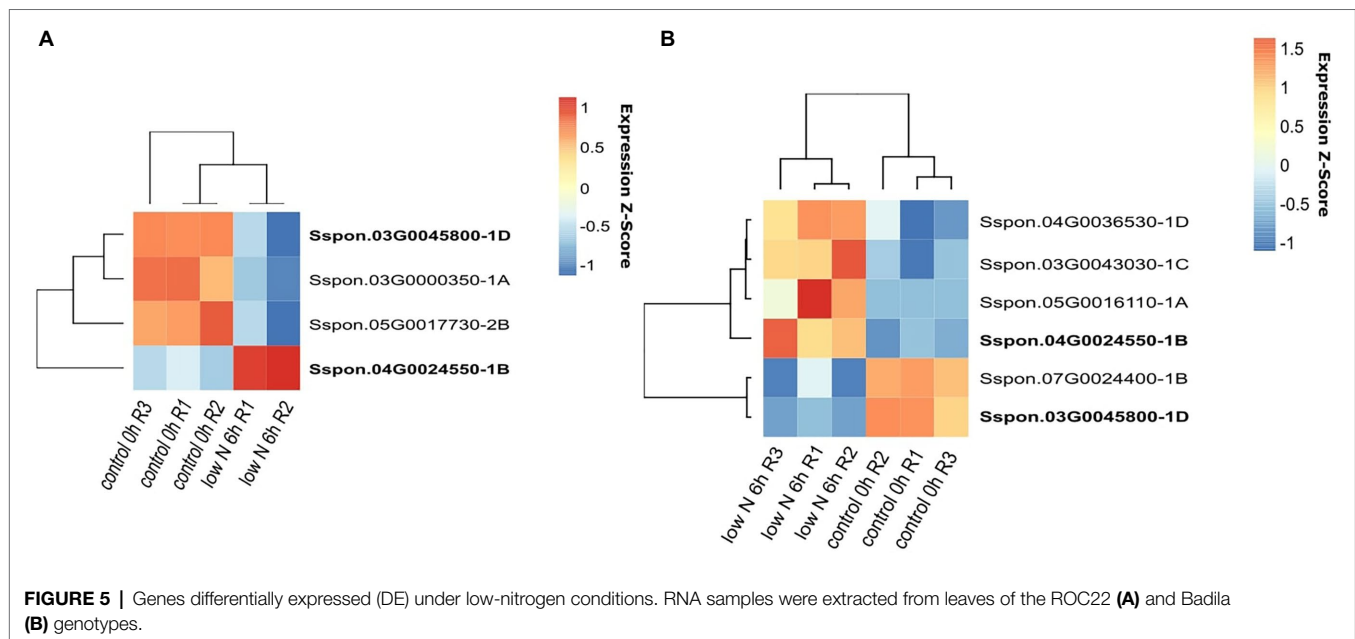 A
B
1
0.5
0
-0.5
-1
Expression Z-Score
Sspon.03G0045800-1D
Sspon.03G0000350-1A
Sspon.05G0017730-2B
Sspon.04G0024550-1B
control 0h R3
control 0h R1
control 0h R2
low N 6h R1
low N 6h R2
1.5
1
0.5
0
-0.5
-1
Expression Z-Score
Sspon.04G0036530-1D
Sspon.03G0043030-1C
Sspon.05G0016110-1A
Sspon.04G0024550-1B
Sspon.07G0024400-1B
Sspon.03G0045800-1D
low N 6h R3
low N 6h R1
low N 6h R2
control 0h R2
control 0h R1
control 0h R3
FIGURE 5 | Genes differentially expressed (DE) under low-nitrogen conditions. RNA samples were extracted from leaves of the ROC22 (A) and Badila
(B) genotypes.